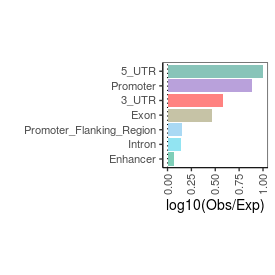 5_UTR
Promoter
3_UTR
Exon
Promoter_Flanking_Region
Intron
Enhancer
0.00
0.25
0.50
0.75
1.00
log10(Obs/Exp)